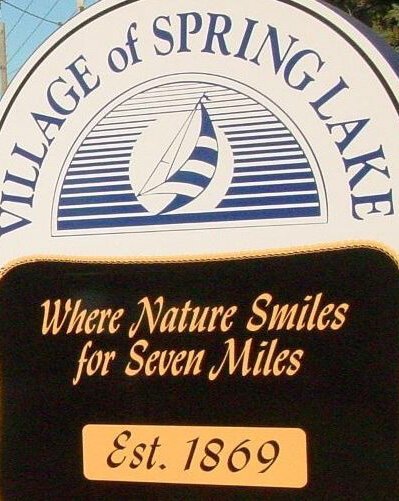 VILLAGE of SPRING LAKE
Where Nature Smiles
for Seven Miles
Est. 1869